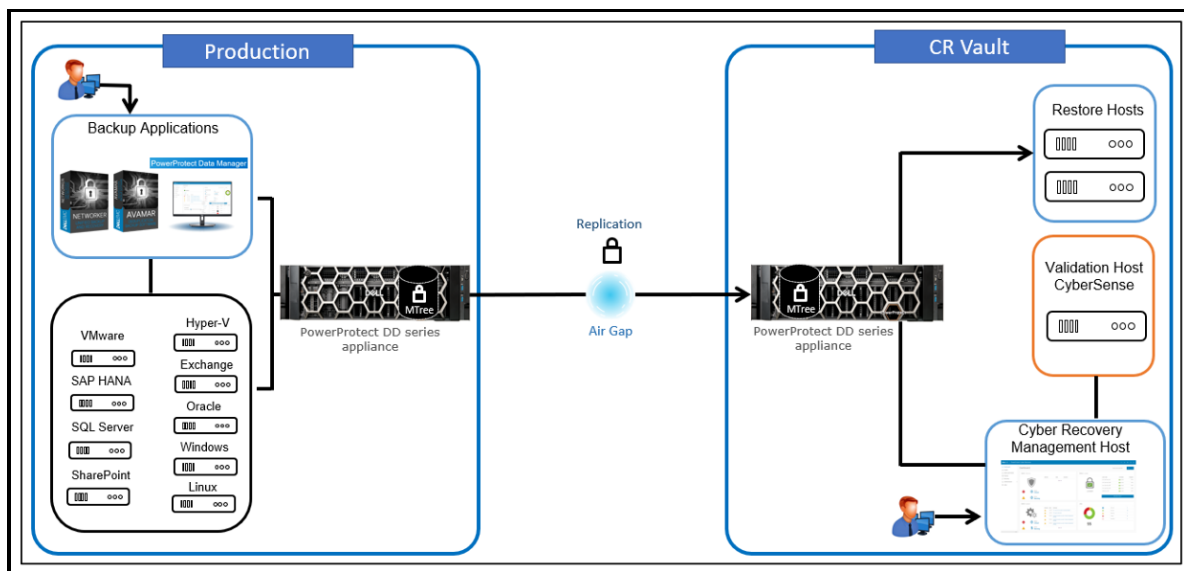 Production
Backup Applications
PowerProtect Data Manager
NETWORKER
AVAMAR
VMware
SAP HANA
SQL Server
SharePoint
Hyper-V
Exchange
Oracle
Windows
Linux
DELL
MTree
PowerProtect DD series
appliance
Replication
Air Gap
CR Vault
DELL
MTree
PowerProtect DD series
appliance
Restore Hosts
Validation Host
CyberSense
Cyber Recovery
Management Host